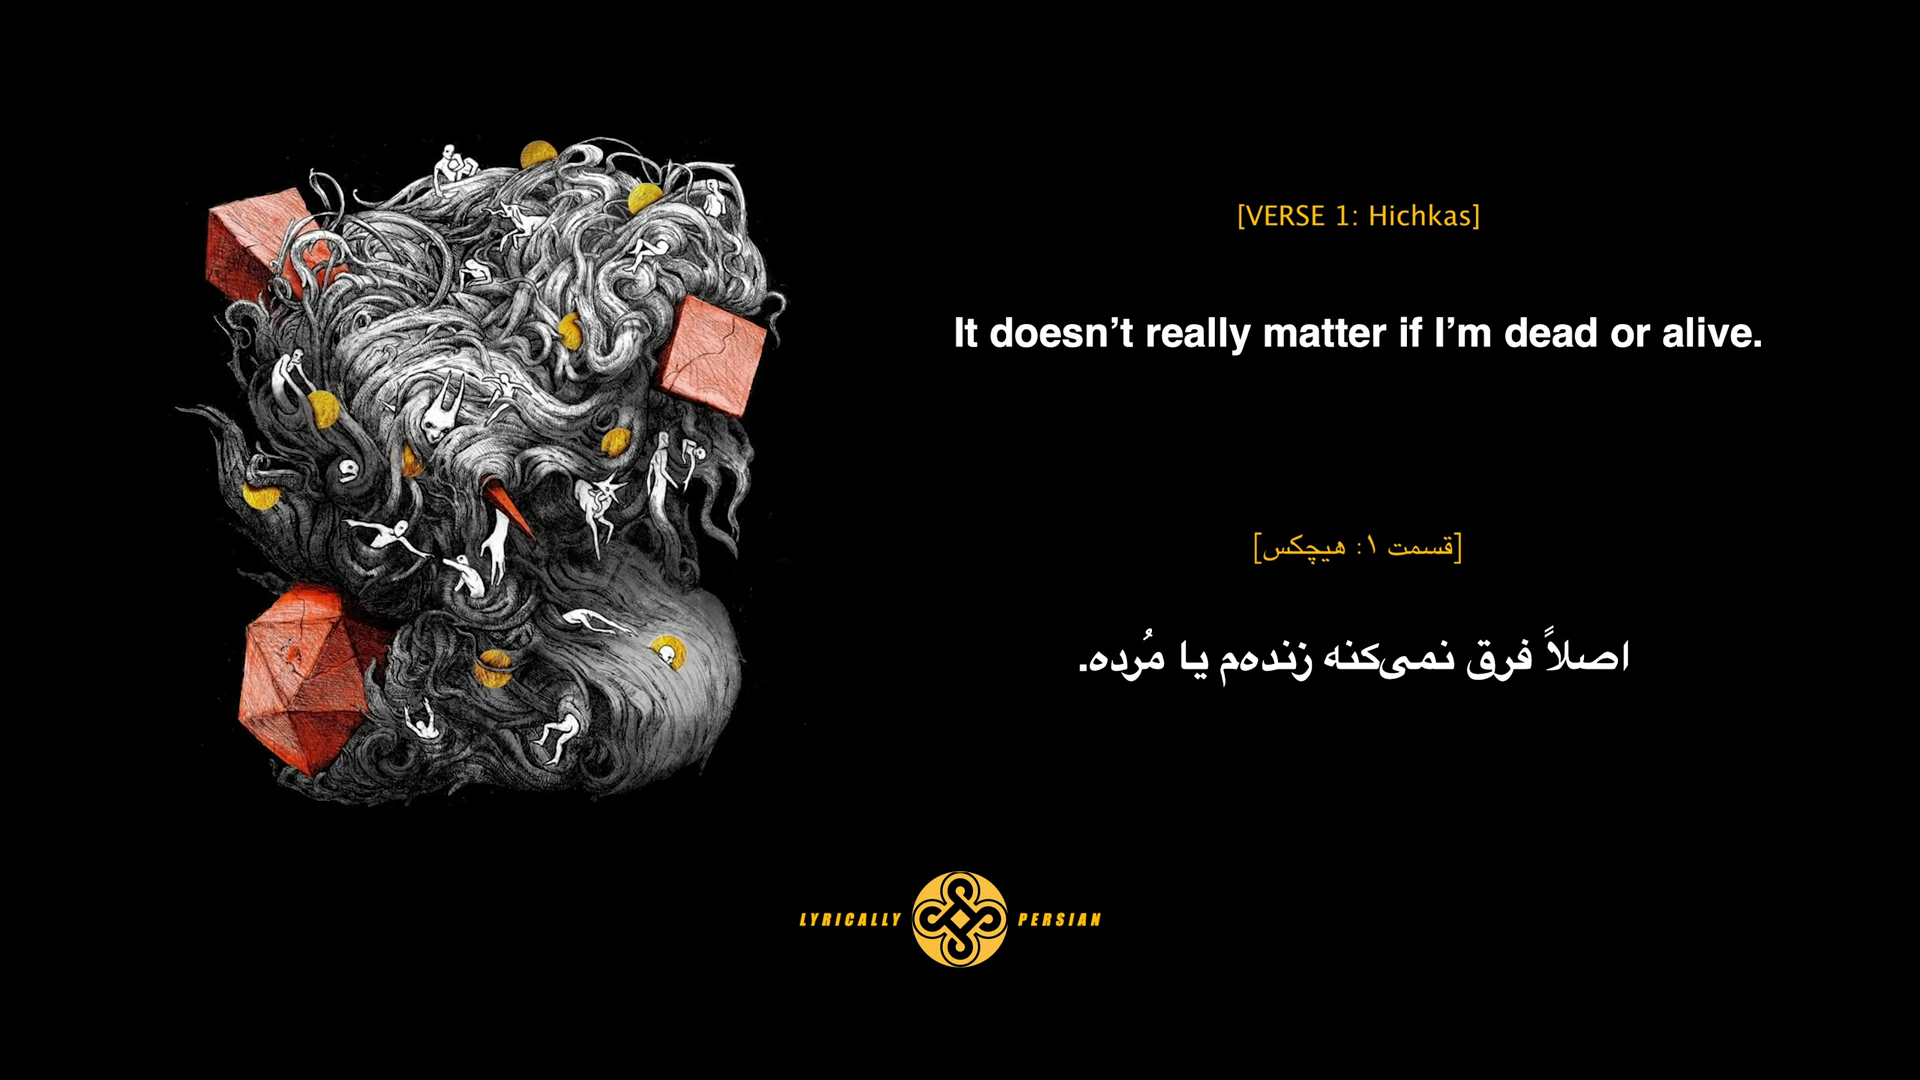 [VERSE 1: Hichkas]
It doesn’t really matter if I’m dead or alive.
[قسمت ۱: هیچکس]
اصلاً فرق نمی‌کنه زنده‌م یا مُرده.
LYRICALLY PERSIAN